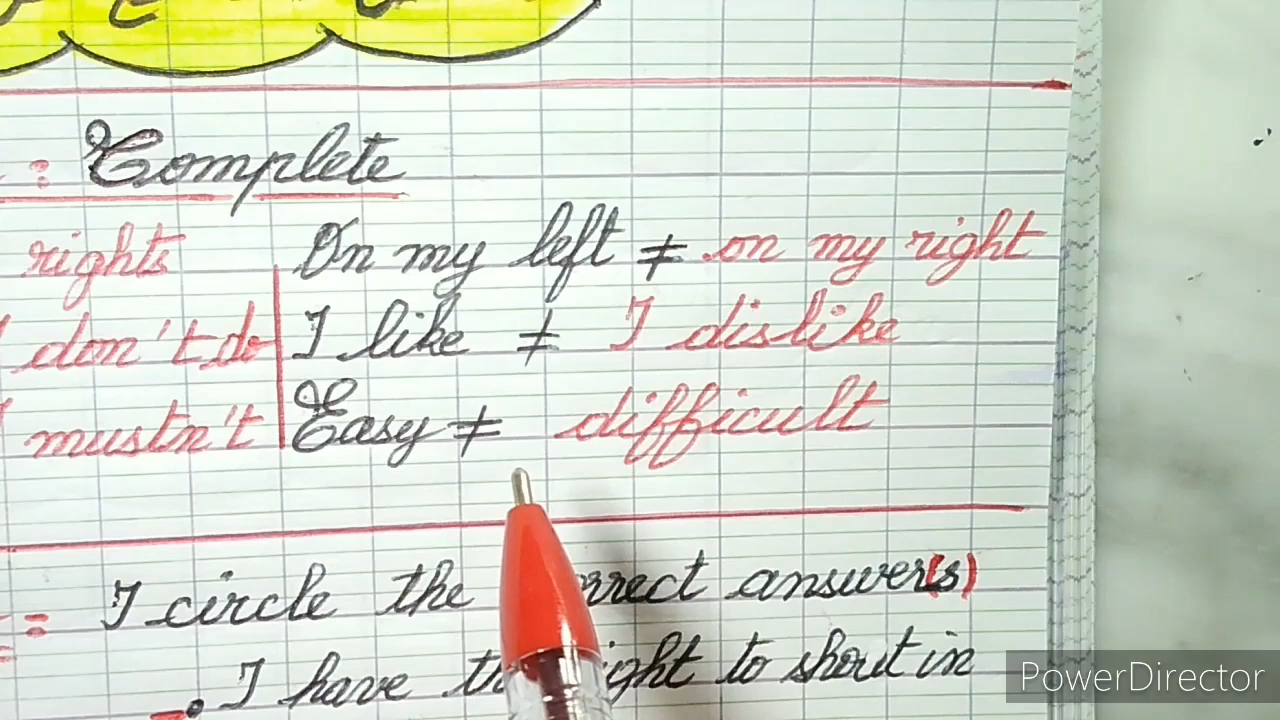 : Complete
rights On my left ≠ on my right
I don't do I like ≠ I dislike
I mustn't Easy ≠ difficult
: I circle the answer(s)
. I have to shout in
PowerDirector